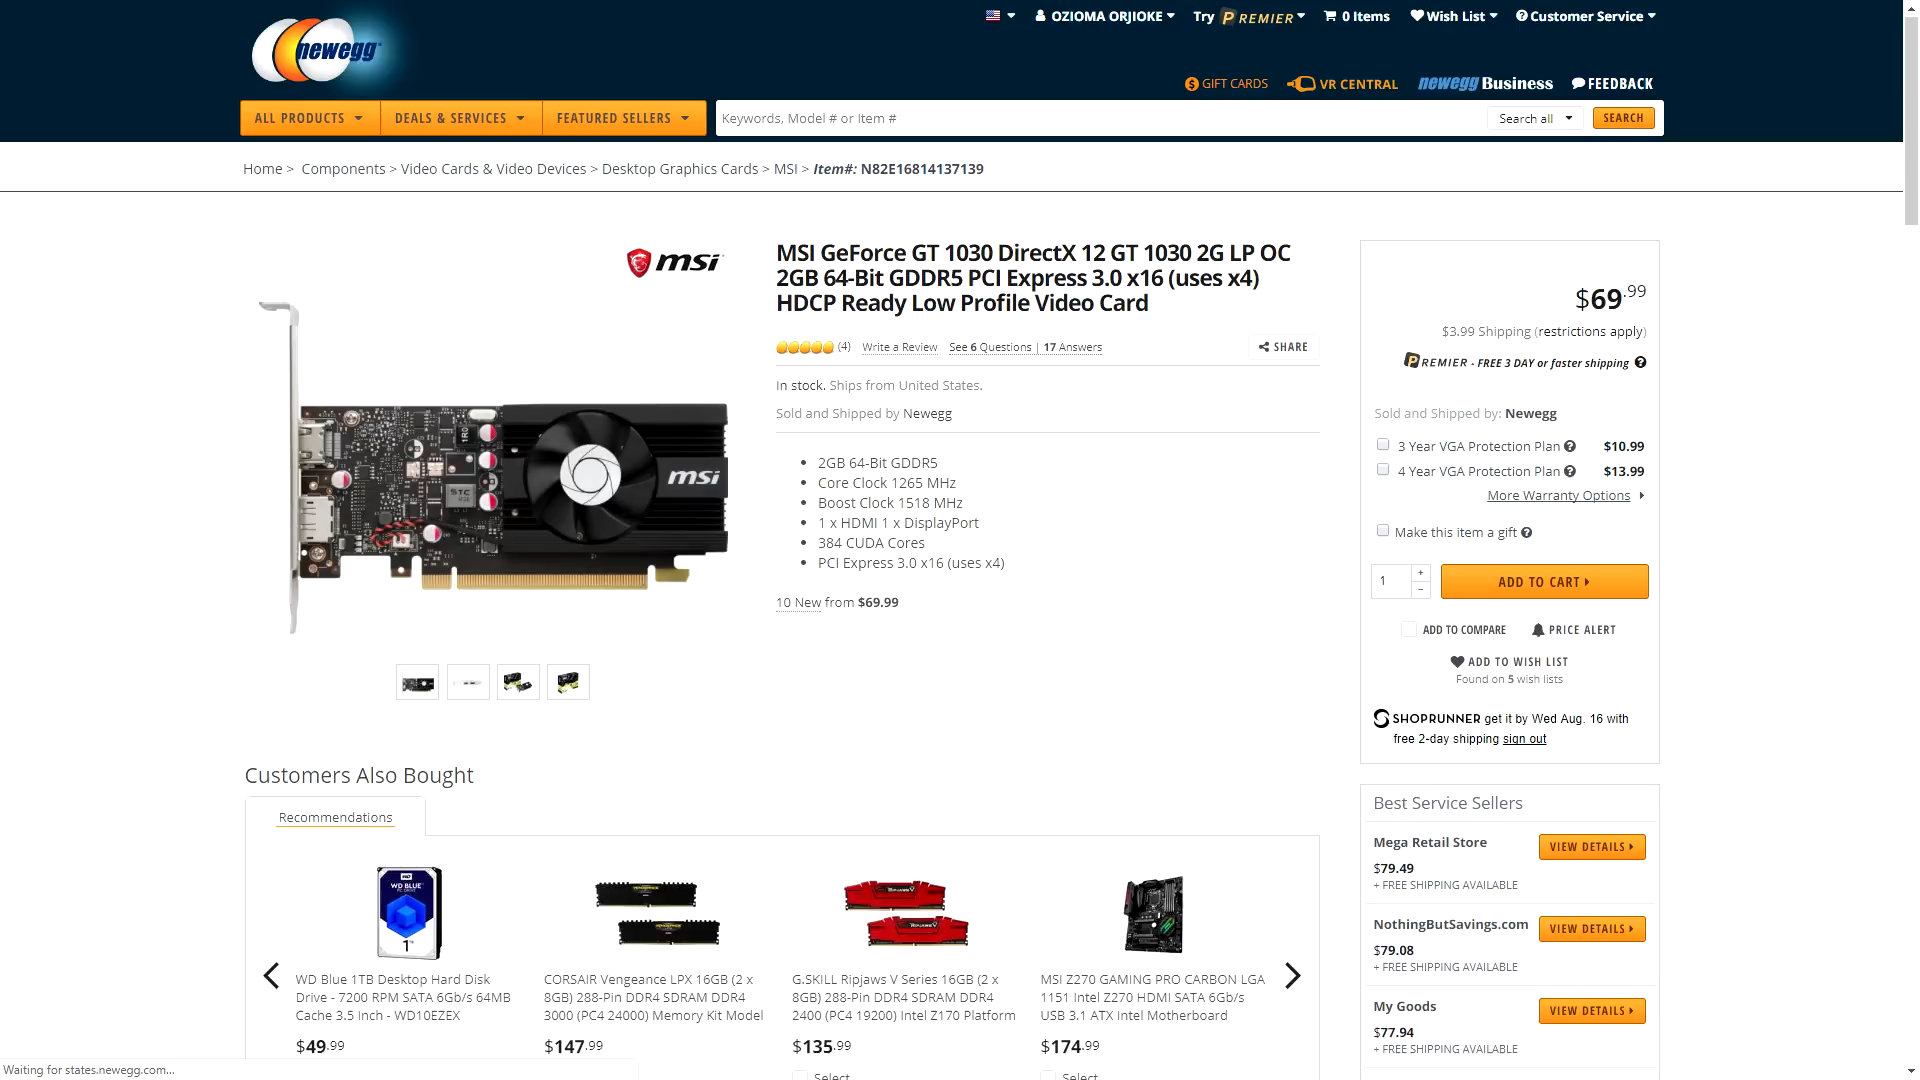 OZIOMA ORJIOKE
Try PREMIER
0 Items
Wish List
Customer Service
newegg
GIFT CARDS
VR CENTRAL
newegg Business
FEEDBACK
ALL PRODUCTS
DEALS & SERVICES
FEATURED SELLERS
Keywords, Model # or Item #
Search all
SEARCH
Home > Components > Video Cards & Video Devices > Desktop Graphics Cards > MSI > Item#: N82E16814137139
msi
MSI GeForce GT 1030 DirectX 12 GT 1030 2G LP OC
2GB 64-Bit GDDR5 PCI Express 3.0 x16 (uses x4)
HDCP Ready Low Profile Video Card
(4) Write a Review See 6 Questions | 17 Answers
SHARE
In stock. Ships from United States.
Sold and Shipped by Newegg
2GB 64-Bit GDDR5
Core Clock 1265 MHz
Boost Clock 1518 MHz
1 x HDMI 1 x DisplayPort
384 CUDA Cores
PCI Express 3.0 x16 (uses x4)
10 New from $69.99
1R0
STC
msi
$69.99
$3.99 Shipping (restrictions apply)
PREMIER - FREE 3 DAY or faster shipping
Sold and Shipped by: Newegg
3 Year VGA Protection Plan $10.99
4 Year VGA Protection Plan $13.99
More Warranty Options
Make this item a gift
1 + -
ADD TO CART
ADD TO COMPARE
PRICE ALERT
ADD TO WISH LIST
Found on 5 wish lists
SHOPRUNNER get it by Wed Aug. 16 with
free 2-day shipping sign out
Customers Also Bought
Recommendations
WD BLUE
1
WD Blue 1TB Desktop Hard Disk
Drive - 7200 RPM SATA 6Gb/s 64MB
Cache 3.5 Inch - WD10EZEX
$49.99
CORSAIR Vengeance LPX 16GB (2 x
8GB) 288-Pin DDR4 SDRAM DDR4
3000 (PC4 24000) Memory Kit Model
$147.99
G.SKILL Ripjaws V Series 16GB (2 x
8GB) 288-Pin DDR4 SDRAM DDR4
2400 (PC4 19200) Intel Z170 Platform
$135.99
Select
MSI Z270 GAMING PRO CARBON LGA
1151 Intel Z270 HDMI SATA 6Gb/s
USB 3.1 ATX Intel Motherboard
$174.99
Select
Best Service Sellers
Mega Retail Store
VIEW DETAILS
$79.49
+ FREE SHIPPING AVAILABLE
NothingButSavings.com
VIEW DETAILS
$79.08
+ FREE SHIPPING AVAILABLE
My Goods
VIEW DETAILS
$77.94
+ FREE SHIPPING AVAILABLE
Waiting for states.newegg.com...